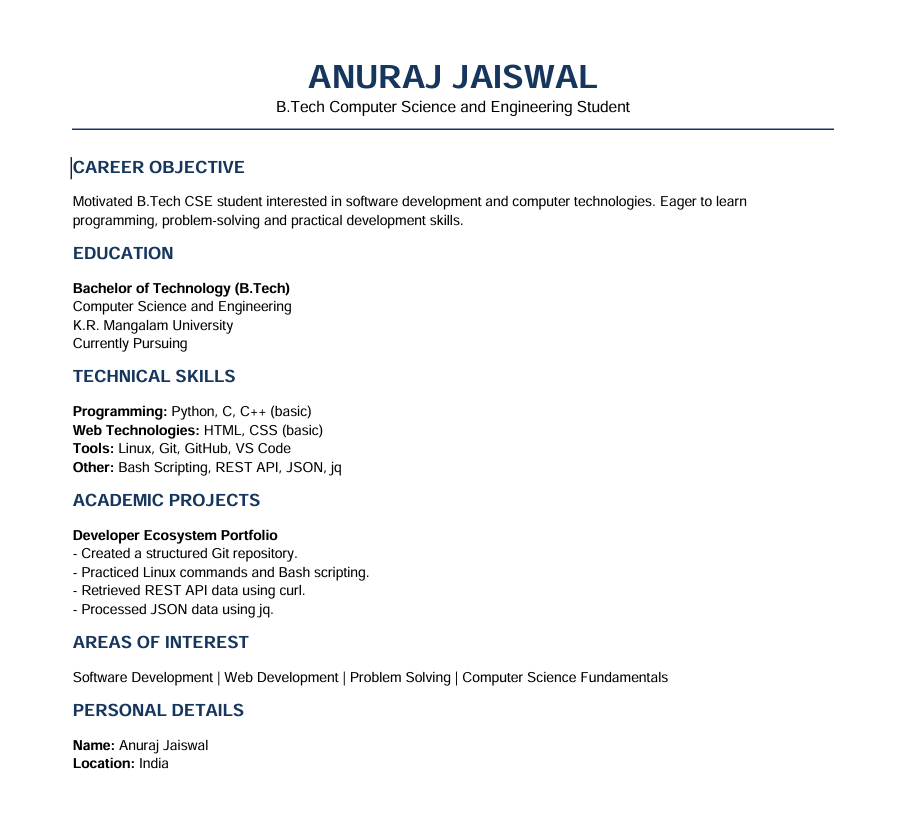 ANURAJ JAISWAL
B.Tech Computer Science and Engineering Student
CAREER OBJECTIVE
Motivated B.Tech CSE student interested in software development and computer technologies. Eager to learn
programming, problem-solving and practical development skills.
EDUCATION
Bachelor of Technology (B.Tech)
Computer Science and Engineering
K.R. Mangalam University
Currently Pursuing
TECHNICAL SKILLS
Programming: Python, C, C++ (basic)
Web Technologies: HTML, CSS (basic)
Tools: Linux, Git, GitHub, VS Code
Other: Bash Scripting, REST API, JSON, jq
ACADEMIC PROJECTS
Developer Ecosystem Portfolio
- Created a structured Git repository.
- Practiced Linux commands and Bash scripting.
- Retrieved REST API data using curl.
- Processed JSON data using jq.
AREAS OF INTEREST
Software Development | Web Development | Problem Solving | Computer Science Fundamentals
PERSONAL DETAILS
Name: Anuraj Jaiswal
Location: India